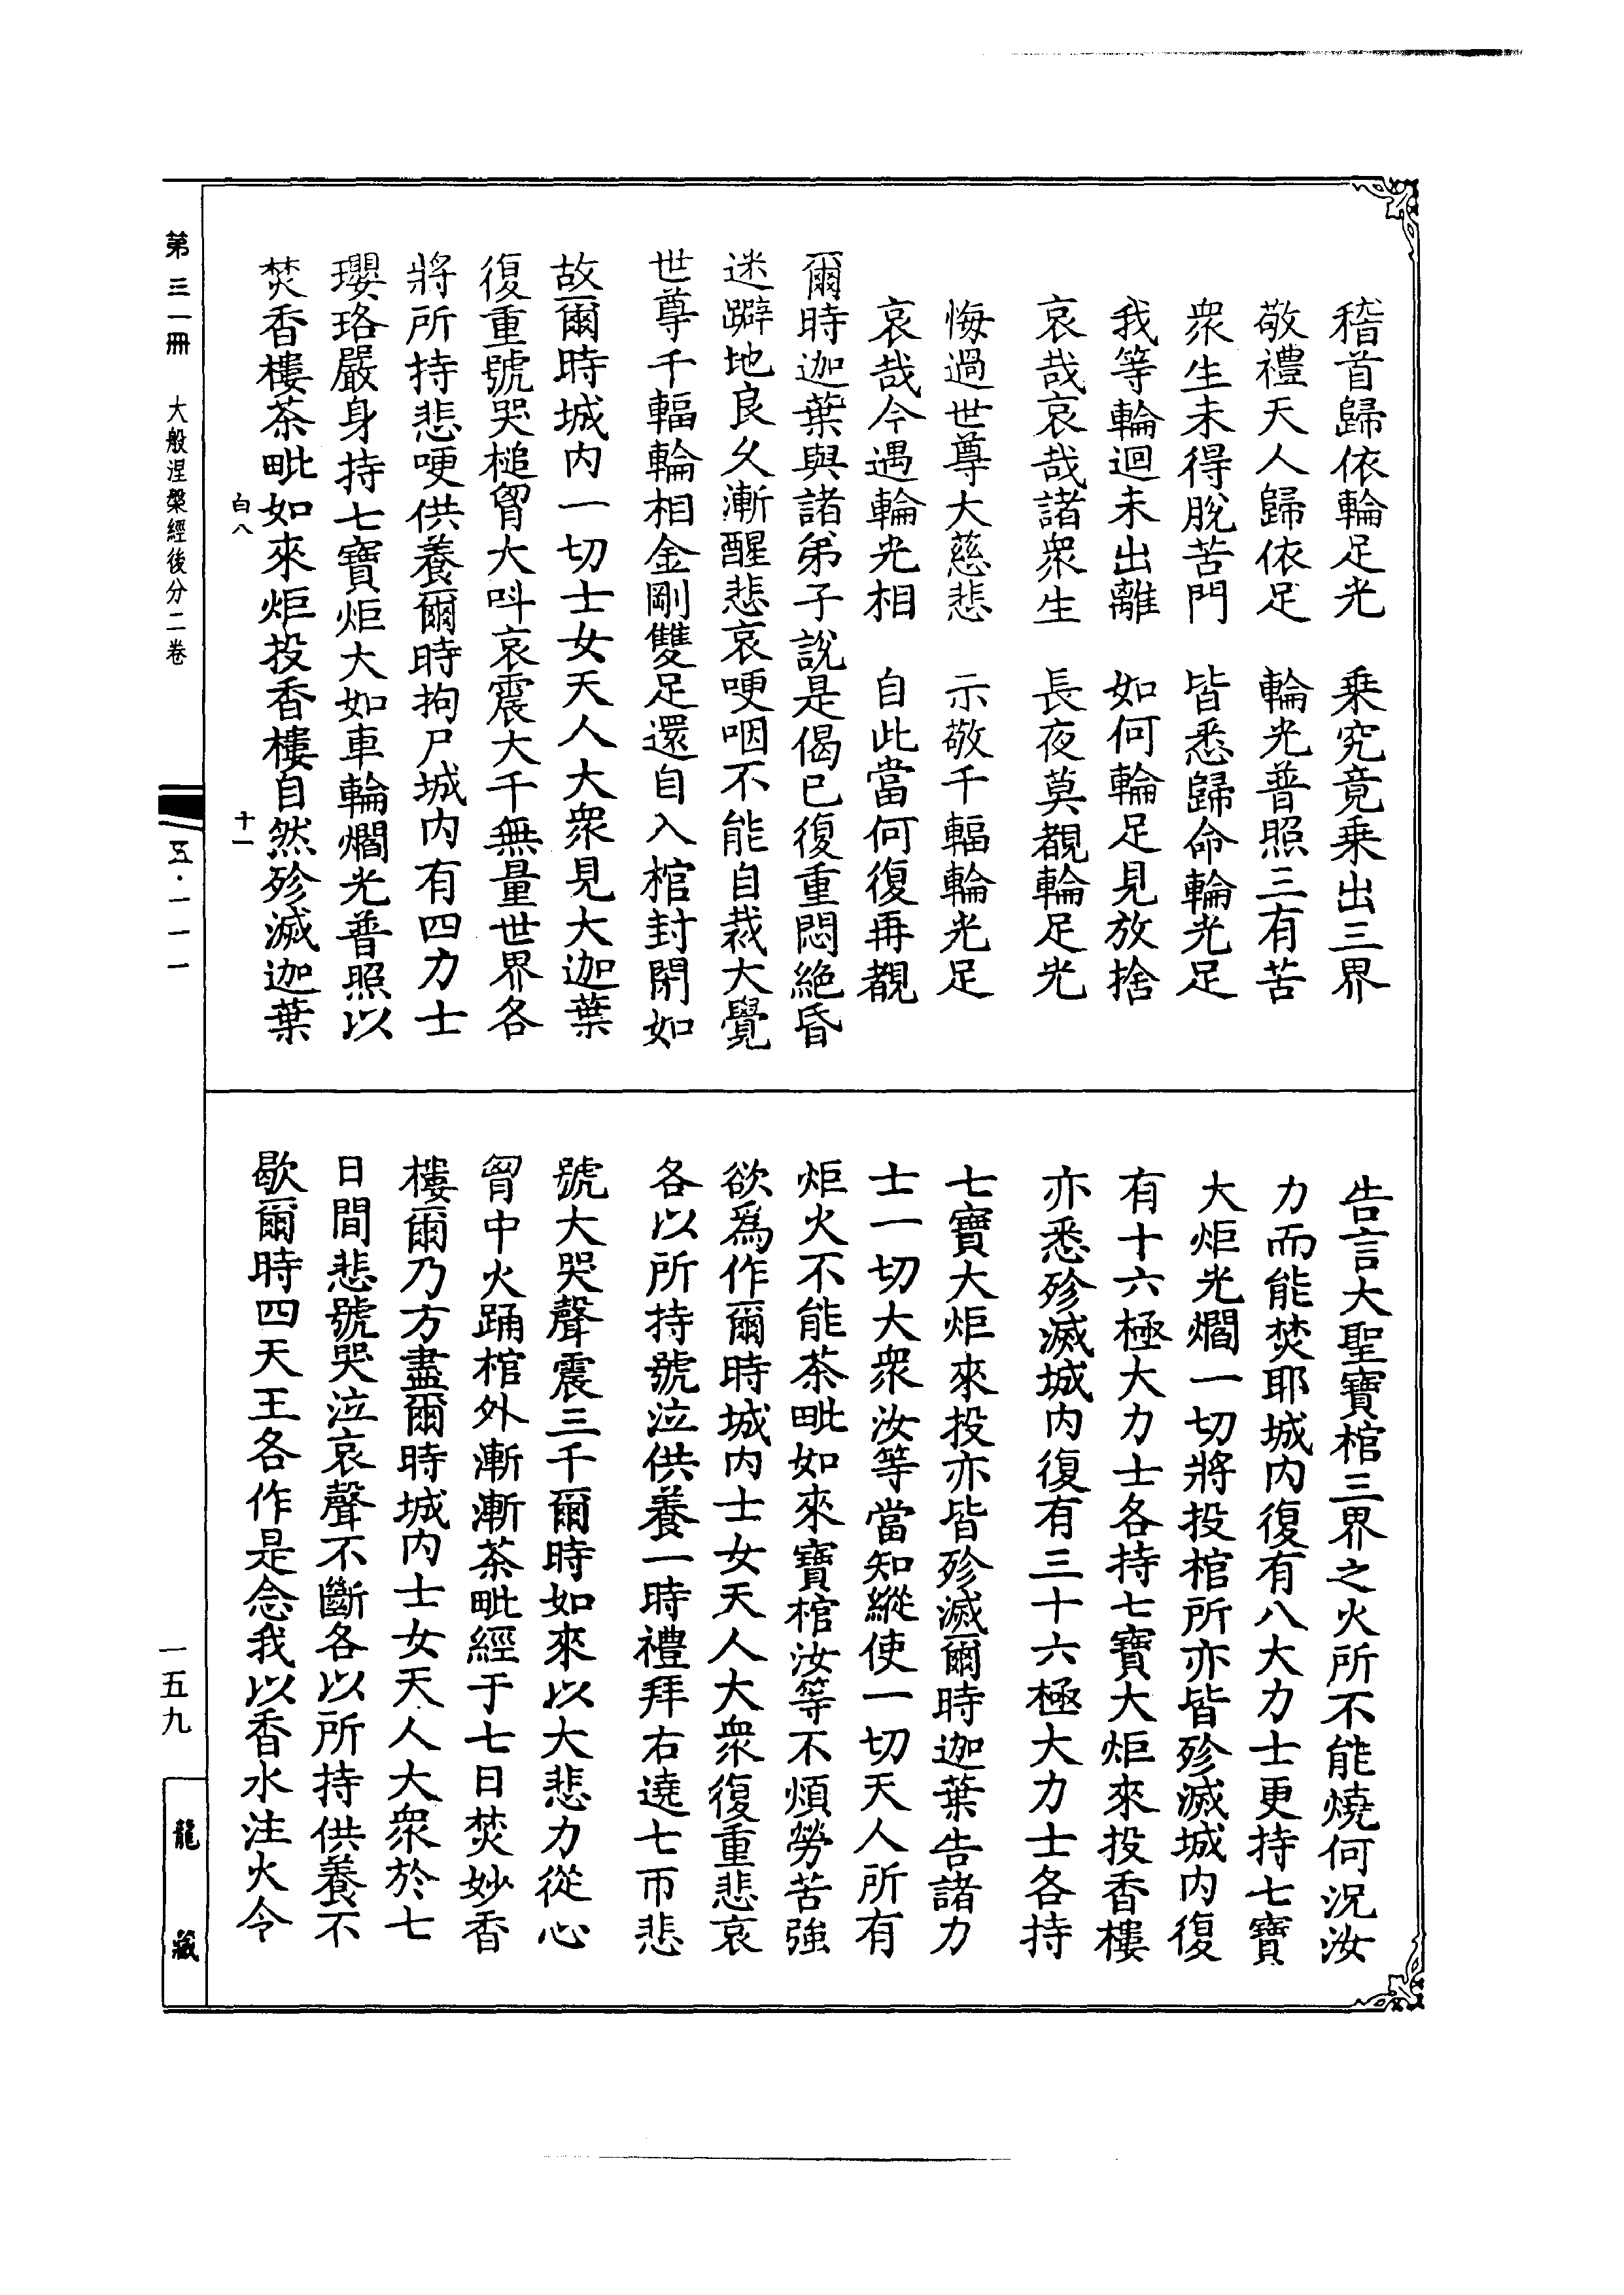 稽首歸依輪足光　乗究竟乗出三界
敬禮天人歸依足　輪光普照三有苦
衆生未得脫苦門　皆悉歸命輪光足
我等輪迴未出離　如何輪足見放捨
哀哉哀哉諸衆生　長夜莫覩輪足光
悔過世尊大慈悲　示敬千輻輪光足
哀哉今遇輪光相　自此當何復再覩
爾時迦葉與諸弟子說是偈已復重悶絶昏
迷躃地良久漸醒悲哀哽咽不能自裁大覺
世尊千輻輪相金剛雙足還自入棺封閉如
故爾時城内一切士女天人大衆見大迦葉
復重號哭槌胷大呌哀震大千無量世界各
將所持悲哽供養爾時拘尸城内有四力士
瓔珞嚴身持七寶炬大如車輪爓光普照以
焚香樓茶毗如來炬投香樓自然殄滅迦葉
白八　十一
告言大聖寶棺三界之火所不能燒何况汝
力而能焚耶城内復有八大力士更持七寶
大炬光爓一切將投棺所亦皆殄滅城内復
有十六極大力士各持七寶大炬來投香樓
亦悉殄滅城内復有三十六極大力士各持
七寶大炬來投亦皆殄滅爾時迦葉告諸力
士一切大衆汝等當知縱使一切天人所有
炬火不能茶毗如來寶棺汝等不煩勞苦強
欲爲作爾時城内士女天人大衆復重悲哀
各以所持號泣供養一時禮拜右遶七帀悲
號大哭聲震三千爾時如來以大悲力從心
胷中火踊棺外漸漸茶毗經于七日焚妙香
樓爾乃方盡爾時城内士女天人大衆於七
日間悲號哭泣哀聲不斷各以所持供養不
歇爾時四天王各作是念我以香水注火令
第三一冊　大般涅槃經後分二卷　五·一一一　一五九　龍藏